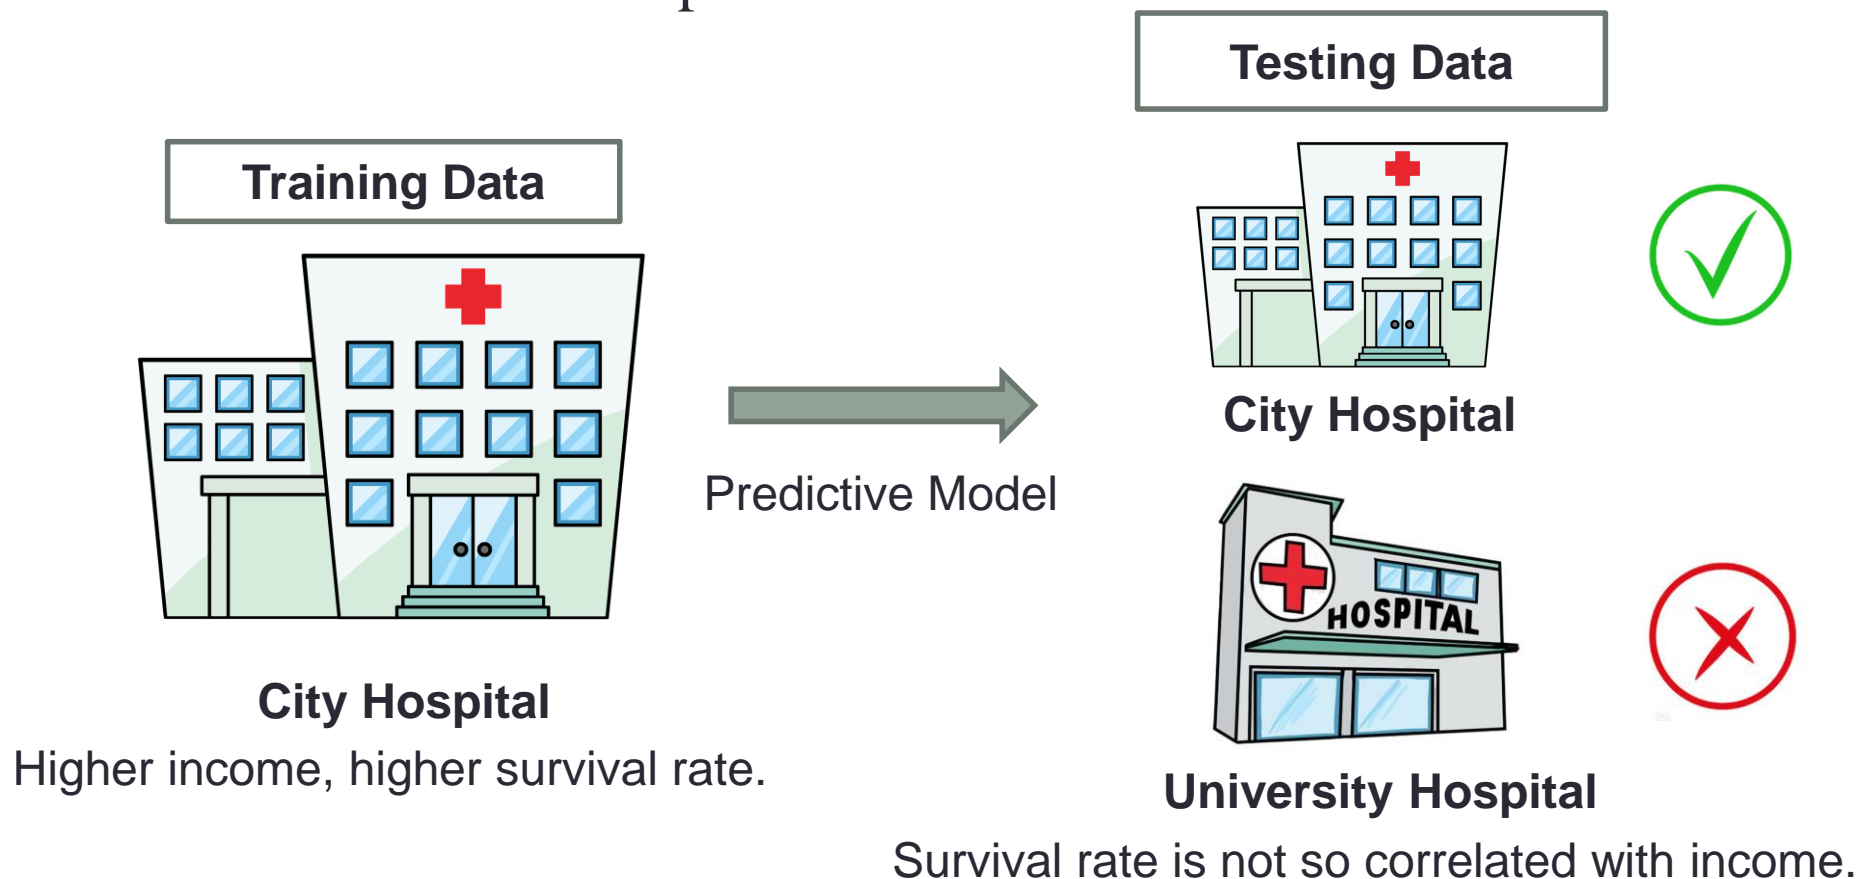 Training Data
City Hospital
Higher income, higher survival rate.
Predictive Model
Testing Data
City Hospital
HOSPITAL
University Hospital
Survival rate is not so correlated with income.